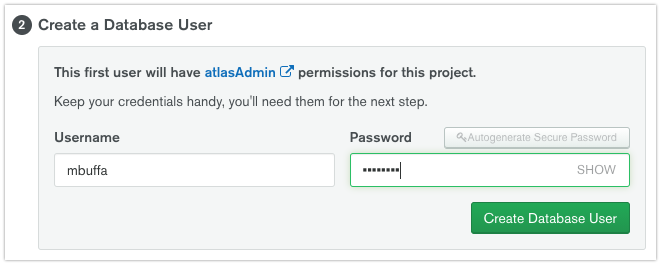 2 Create a Database User
This first user will have atlasAdmin permissions for this project.
Keep your credentials handy, you'll need them for the next step.
Username
Password Autogenerate Secure Password
mbuffa
•••••••• SHOW
Create Database User